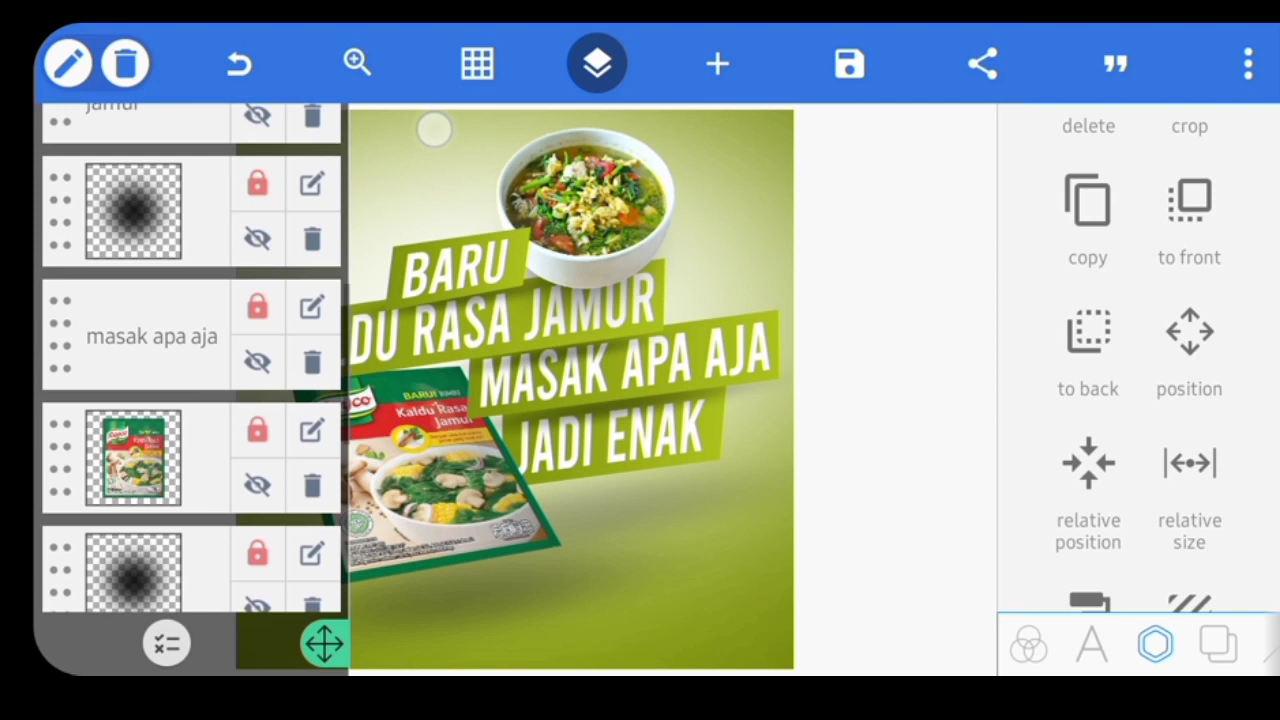 jamur
masak apa aja
BARU
DU RASA JAMUR
MASAK APA AJA
JADI ENAK
BARU!
Kaldu Rasa
Jamur
delete
crop
copy
to front
to back
position
relative position
relative size